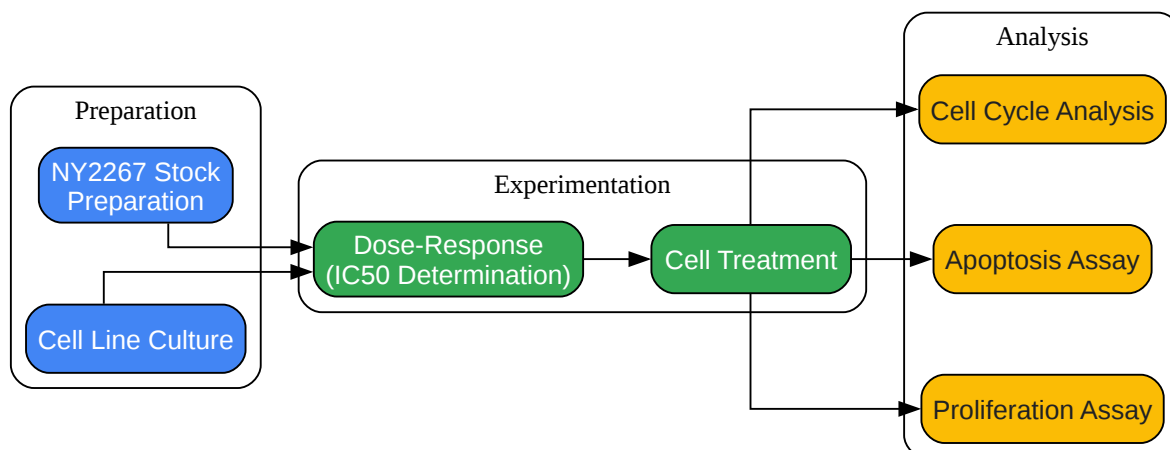 Preparation
NY2267 Stock
Preparation
Cell Line Culture
Experimentation
Dose-Response
(IC50 Determination)
Cell Treatment
Analysis
Cell Cycle Analysis
Apoptosis Assay
Proliferation Assay